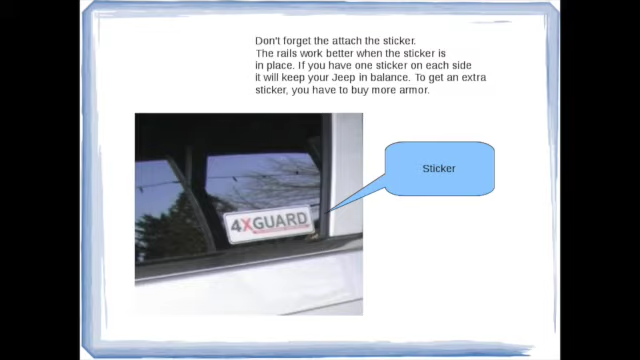 Don't forget the attach the sticker.
The rails work better when the sticker is
in place. If you have one sticker on each side
it will keep your Jeep in balance. To get an extra
sticker, you have to buy more armor.
Sticker
4XGUARD